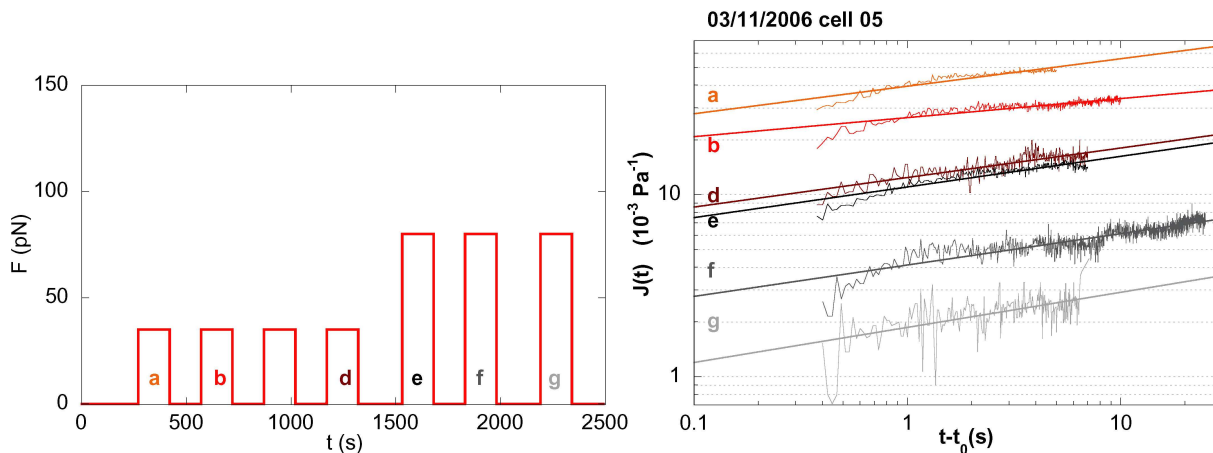 150
100
50
0
F (pN)
a
b
d
e
f
g
0
500
1000
1500
2000
2500
t (s)
03/11/2006 cell 05
J(t) (10⁻³ Pa⁻¹)
10
1
a
b
d
e
f
g
0.1
1
10
t-t₀(s)